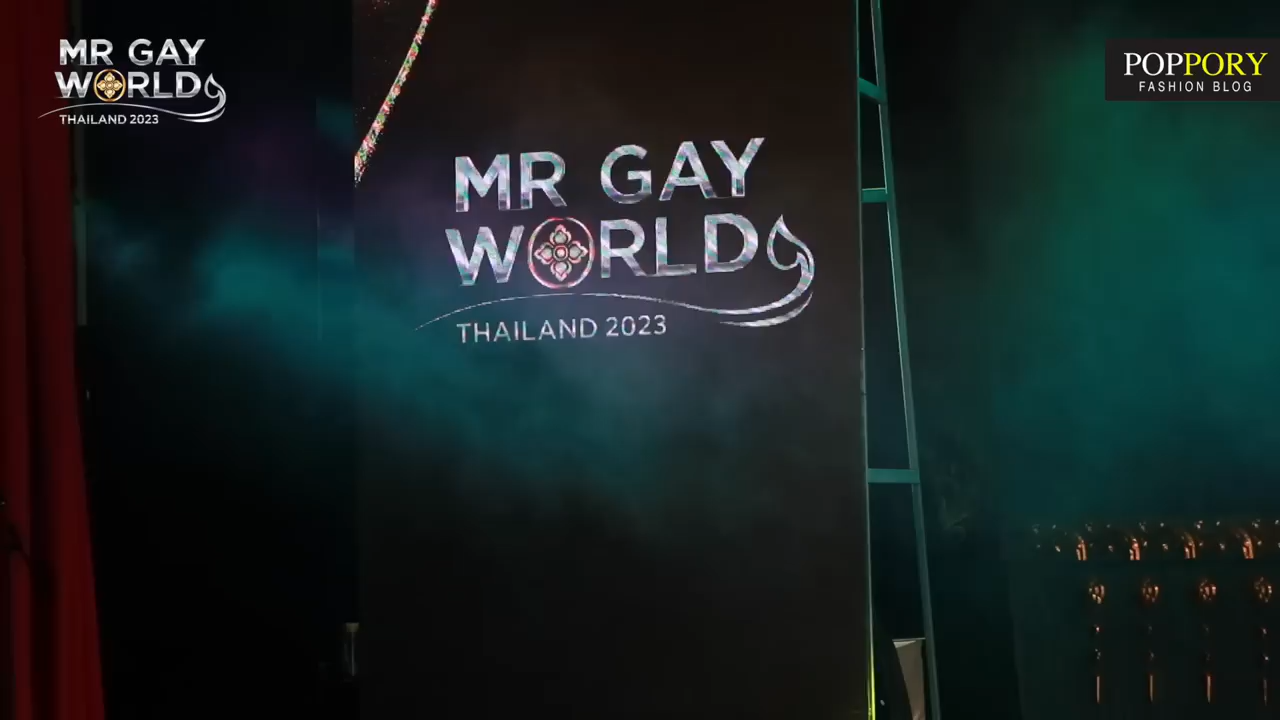 MR GAY
WORLD
THAILAND 2023
POPPORY
FASHION BLOG
MR GAY
WORLD
THAILAND 2023